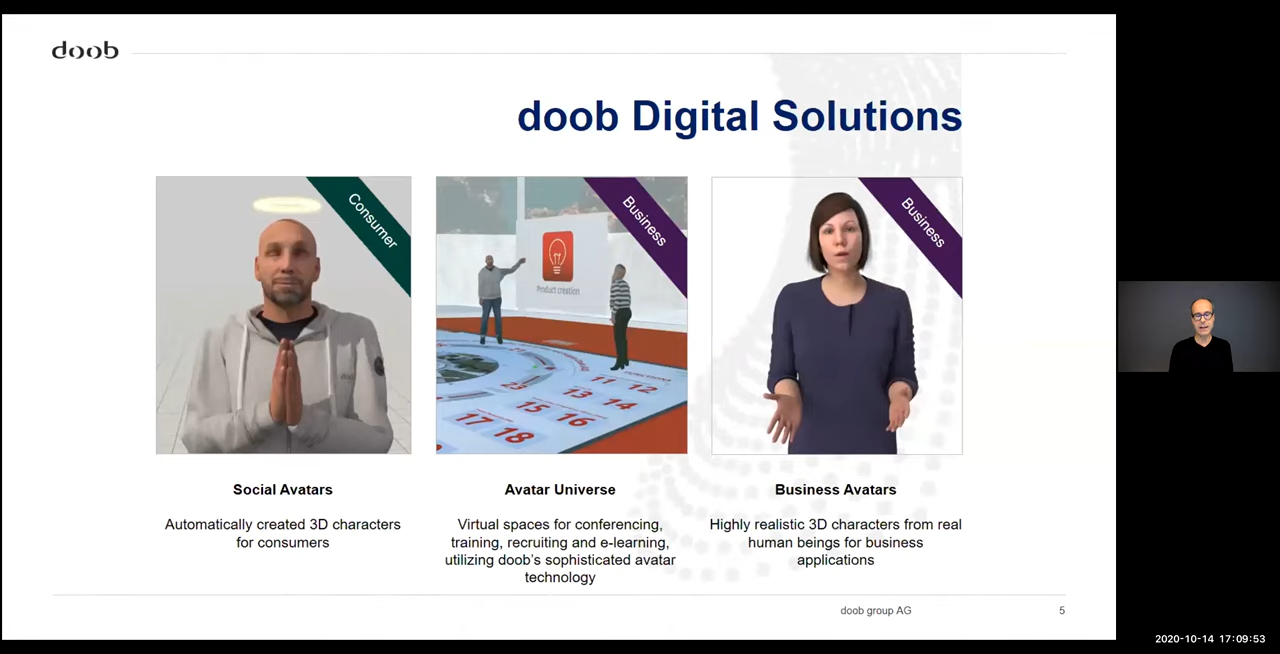 doob
doob Digital Solutions
Consumer
Business
Business
Product creation
11 12
13 14
15 16
17 18
Social Avatars
Automatically created 3D characters
for consumers
Avatar Universe
Virtual spaces for conferencing,
training, recruiting and e-learning,
utilizing doob's sophisticated avatar
technology
Business Avatars
Highly realistic 3D characters from real
human beings for business
applications
doob group AG
5
2020-10-14 17:09:53